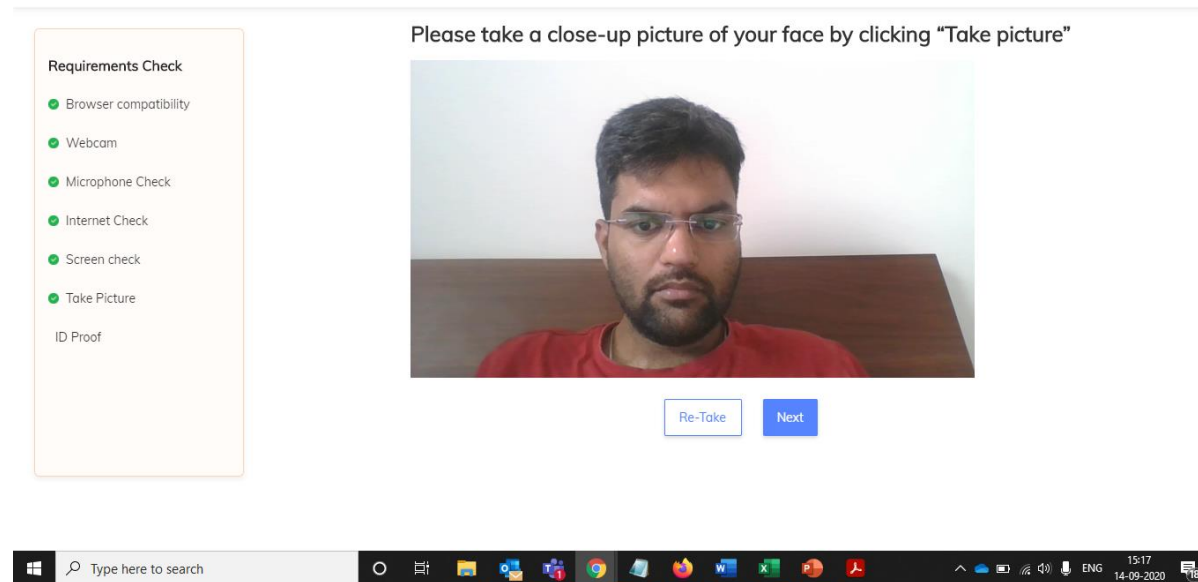 Please take a close-up picture of your face by clicking “Take picture”
Requirements Check
Browser compatibility
Webcam
Microphone Check
Internet Check
Screen check
Take Picture
ID Proof
Re-Take
Next
Type here to search
ENG
15:17
14-09-2020